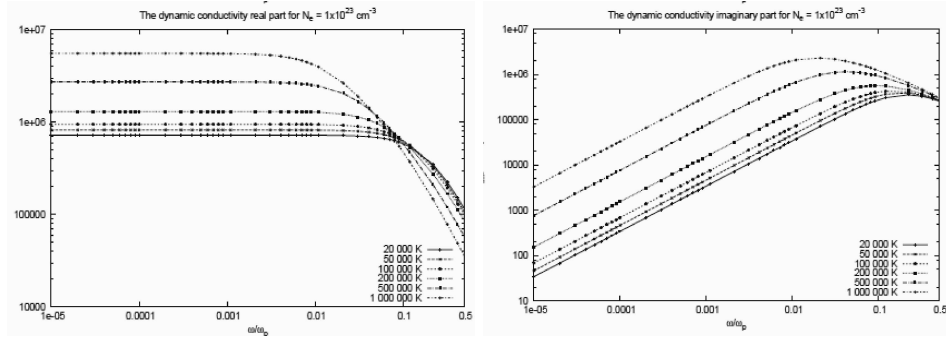 The dynamic conductivity real part for Ne = 1x10^23 cm^-3
1e+07
1e+06
100000
10000
1e-05
0.0001
0.001
0.01
0.1
0.5
ω/ωp
20 000 K
50 000 K
100 000 K
200 000 K
500 000 K
1 000 000 K
The dynamic conductivity imaginary part for Ne = 1x10^23 cm^-3
1e+07
1e+06
100000
10000
1000
100
10
1e-05
0.0001
0.001
0.01
0.1
0.5
ω/ωp
20 000 K
50 000 K
100 000 K
200 000 K
500 000 K
1 000 000 K